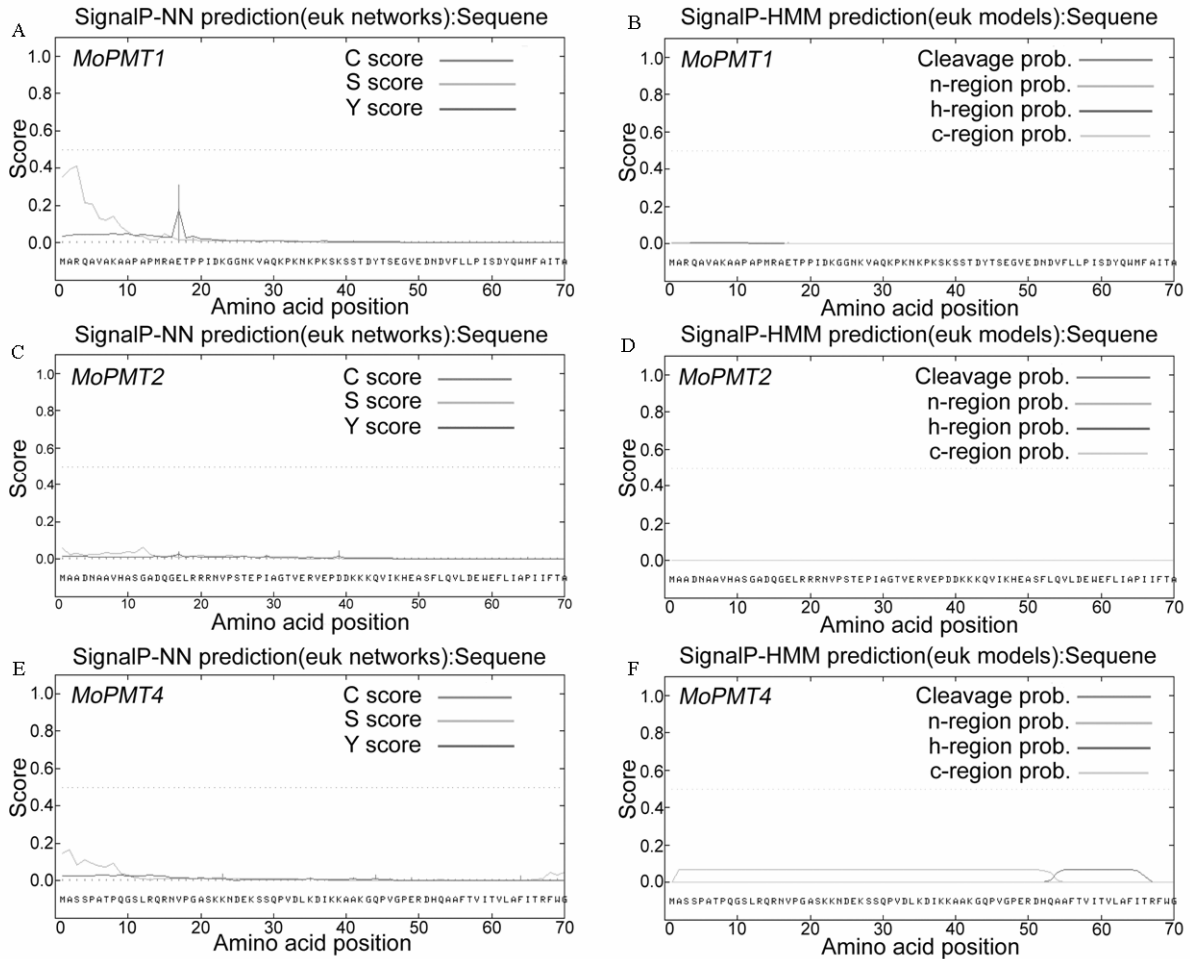 A
SignalP-NN prediction(euk networks):Sequene
MoPMT1
C score
S score
Y score
Score
1.0
0.8
0.6
0.4
0.2
0.0
MARQAVAKAAPAPMRAETPPIDKGGNKVAQKPKNKPKSKSSTDYTSEGVEDNDVFLLPISDYQWMFAITA
0 10 20 30 40 50 60 70
Amino acid position
B
SignalP-HMM prediction(euk models):Sequene
MoPMT1
Cleavage prob.
n-region prob.
h-region prob.
c-region prob.
Score
1.0
0.8
0.6
0.4
0.2
0.0
MARQAVAKAAPAPMRAETPPIDKGGNKVAQKPKNKPKSKSSTDYTSEGVEDNDVFLLPISDYQWMFAITA
0 10 20 30 40 50 60 70
Amino acid position
C
SignalP-NN prediction(euk networks):Sequene
MoPMT2
C score
S score
Y score
Score
1.0
0.8
0.6
0.4
0.2
0.0
MAADNAAVHASGADQGELRRRNVPSTEPIAGTVERVEPDDKKKKQVIKHEASFLQVLDEWEFLIAPIIFTA
0 10 20 30 40 50 60 70
Amino acid position
D
SignalP-HMM prediction(euk models):Sequene
MoPMT2
Cleavage prob.
n-region prob.
h-region prob.
c-region prob.
Score
1.0
0.8
0.6
0.4
0.2
0.0
MAADNAAVHASGADQGELRRRNVPSTEPIAGTVERVEPDDKKKKQVIKHEASFLQVLDEWEFLIAPIIFTA
0 10 20 30 40 50 60 70
Amino acid position
E
SignalP-NN prediction(euk networks):Sequene
MoPMT4
C score
S score
Y score
Score
1.0
0.8
0.6
0.4
0.2
0.0
MASSPATPQGSLRQRNVPGASKKNDEKSSQPVDLKDIKKAAKGQPVGPERDHQAAFTVITVLAFITRFWG
0 10 20 30 40 50 60 70
Amino acid position
F
SignalP-HMM prediction(euk models):Sequene
MoPMT4
Cleavage prob.
n-region prob.
h-region prob.
c-region prob.
Score
1.0
0.8
0.6
0.4
0.2
0.0
MASSPATPQGSLRQRNVPGASKKNDEKSSQPVDLKDIKKAAKGQPVGPERDHQAAFTVITVLAFITRFWG
0 10 20 30 40 50 60 70
Amino acid position